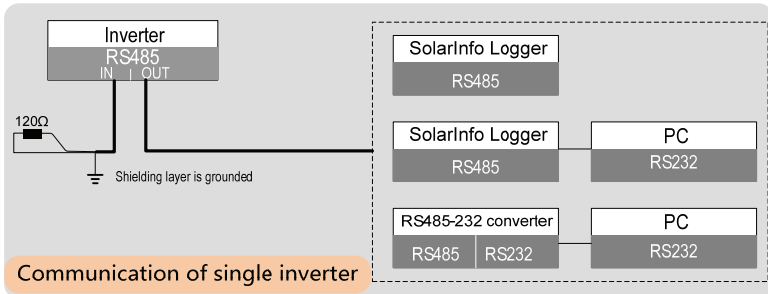 Inverter
RS485
IN | OUT
120Ω
Shielding layer is grounded
SolarInfo Logger
RS485
SolarInfo Logger
RS485
PC
RS232
RS485-232 converter
RS485 RS232
PC
RS232
Communication of single inverter